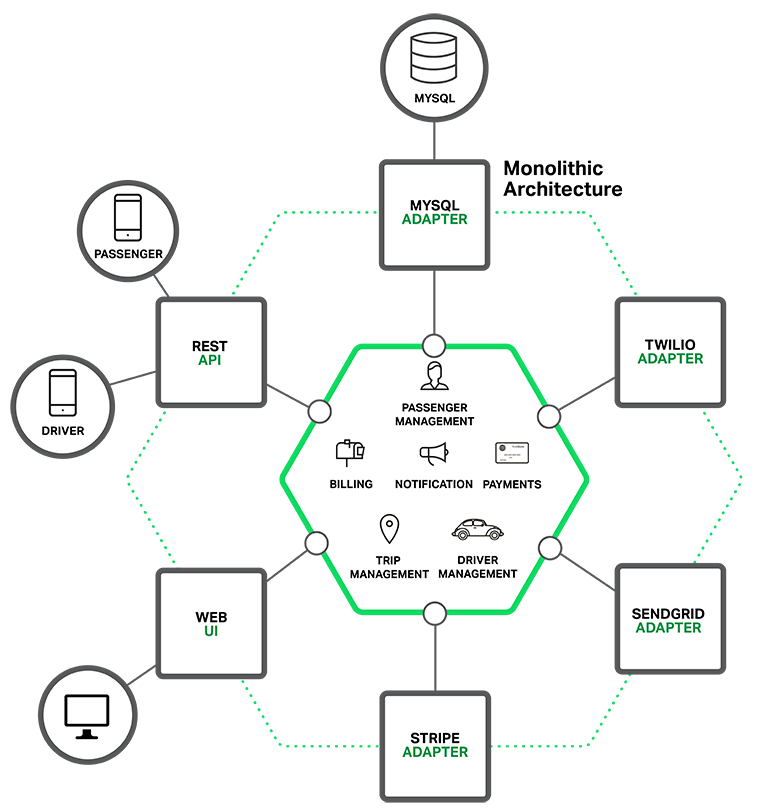 MYSQL
Monolithic
Architecture
MYSQL
ADAPTER
PASSENGER
REST
API
TWILIO
ADAPTER
DRIVER
PASSENGER
MANAGEMENT
BILLING
NOTIFICATION
PAYMENTS
TRIP
MANAGEMENT
DRIVER
MANAGEMENT
WEB
UI
SENDGRID
ADAPTER
STRIPE
ADAPTER